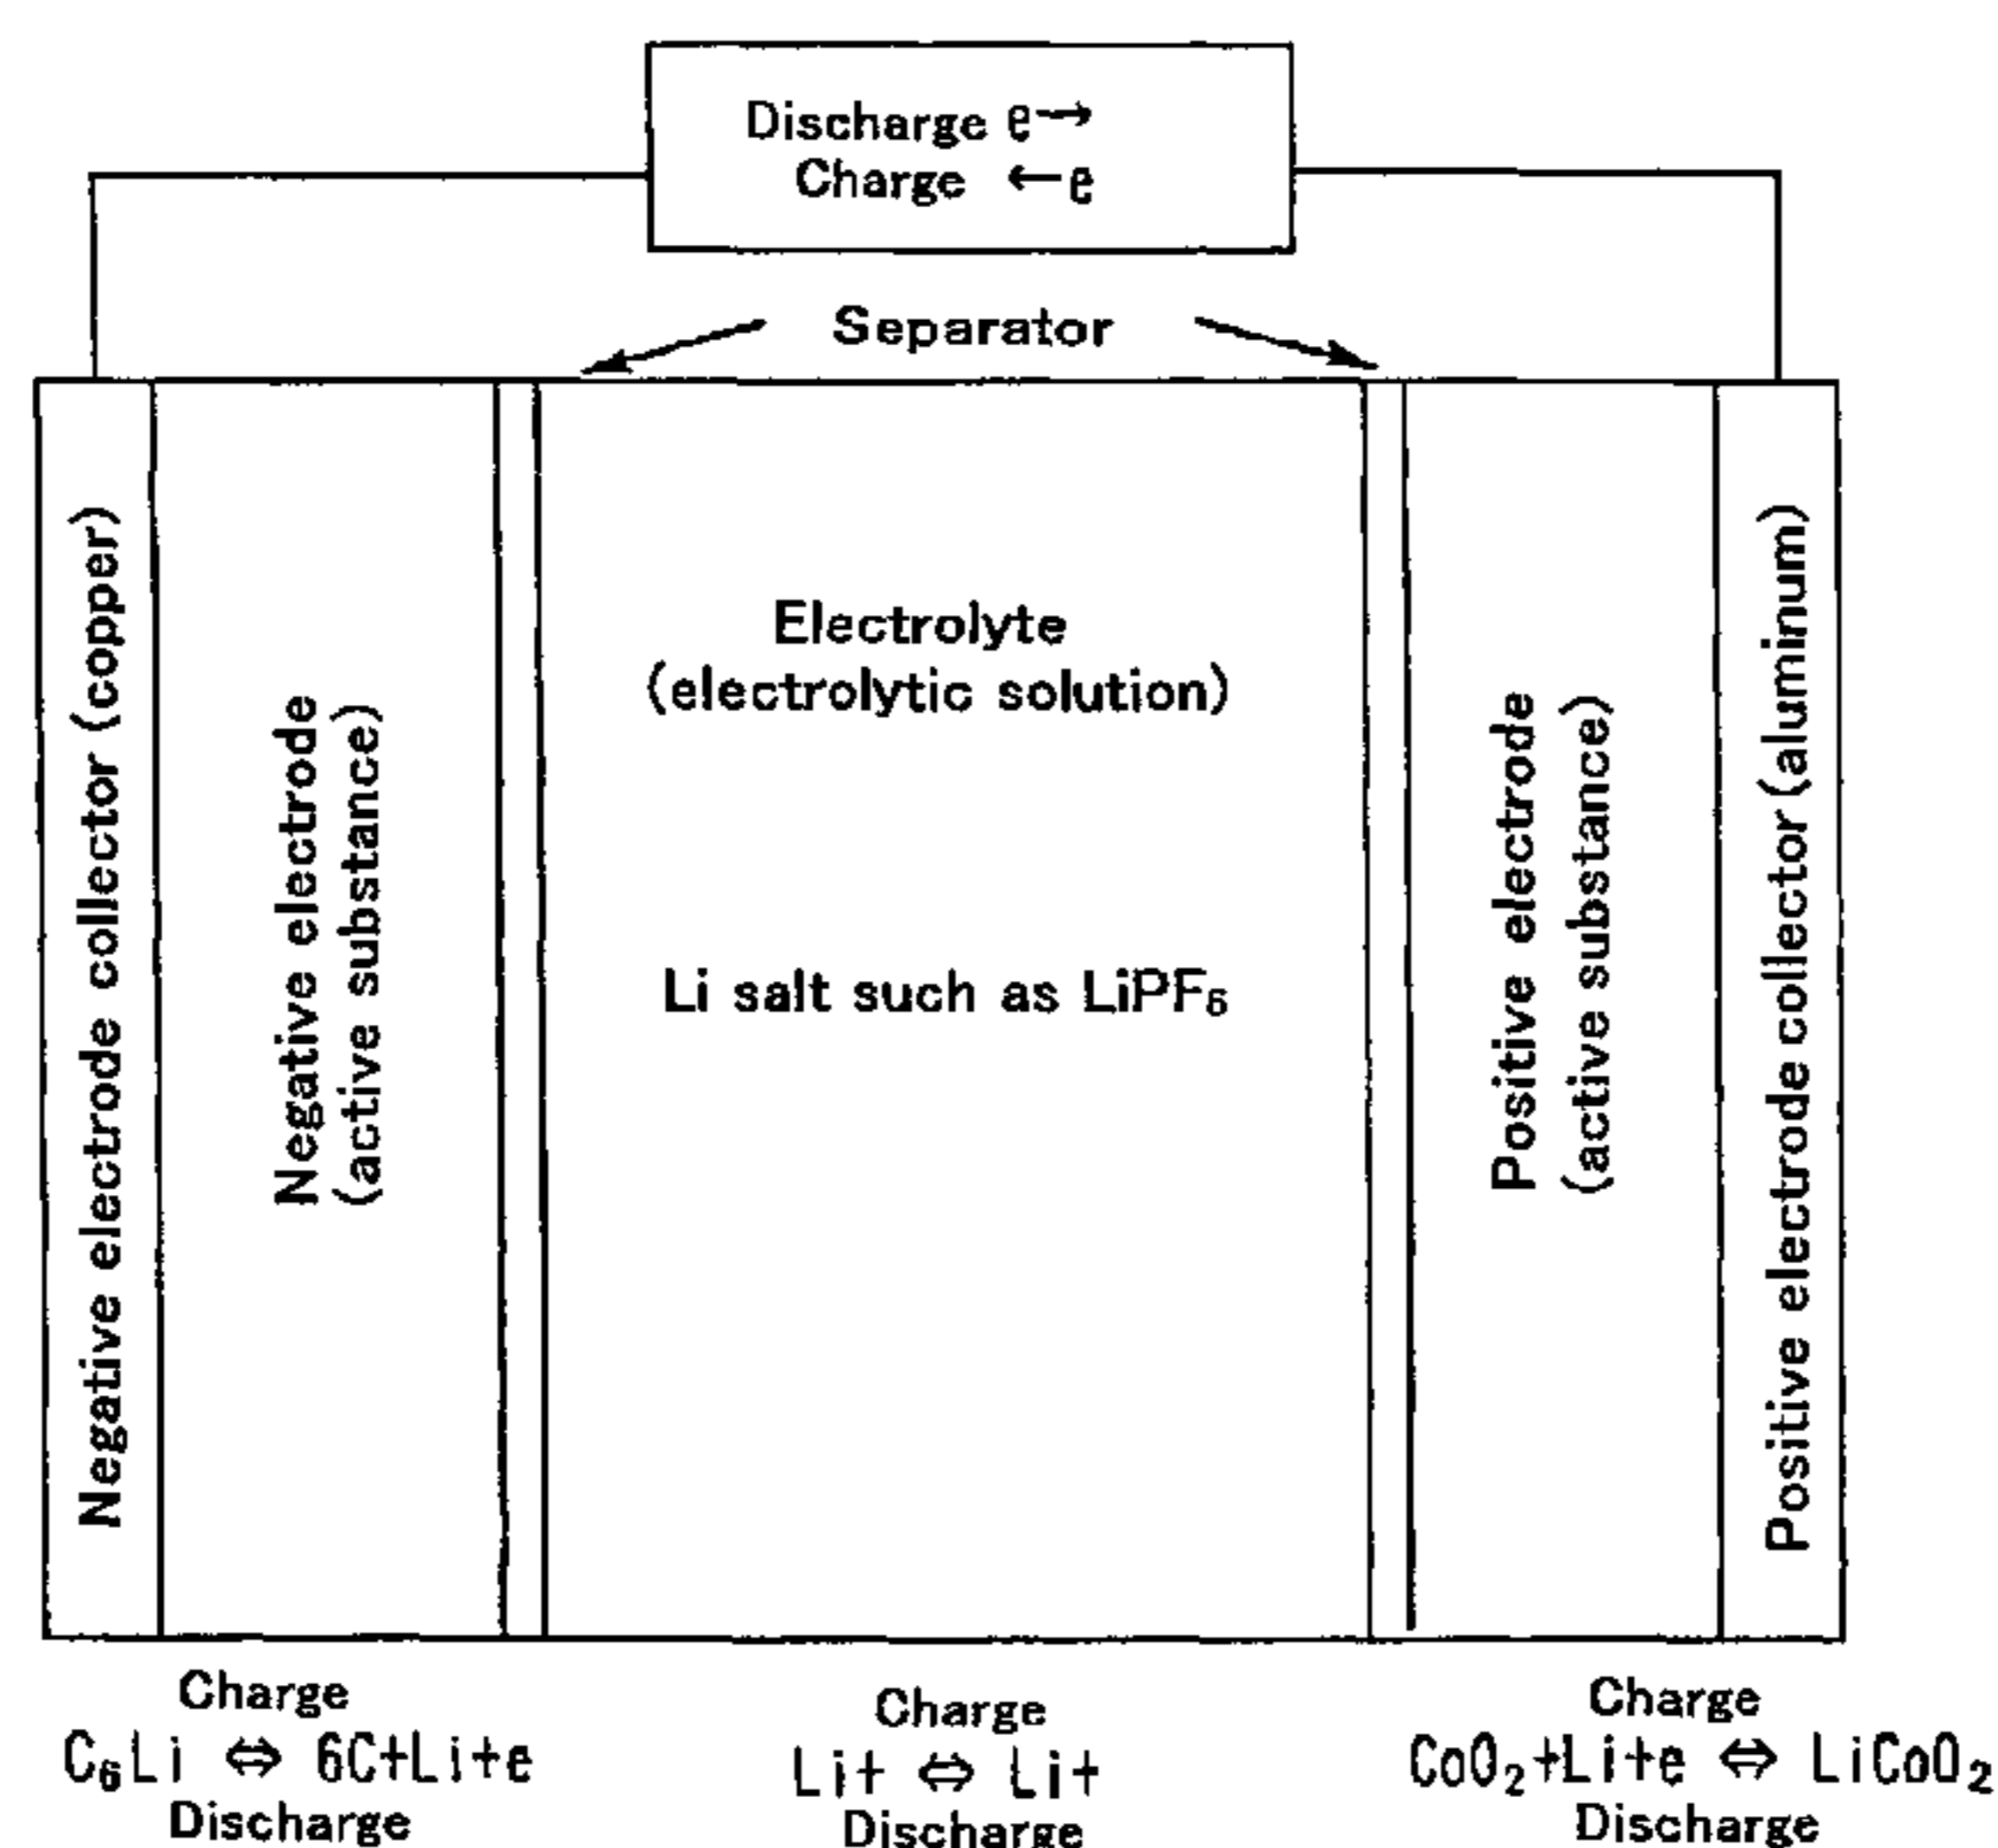 Discharge e→
Charge ←e
Separator
Negative electrode collector (copper)
Negative electrode
(active substance)
Electrolyte
(electrolytic solution)
Li salt such as LiPF₆
Positive electrode
(active substance)
Positive electrode collector (aluminum)
Charge
C₆Li ⇔ 6C+Li+e
Discharge
Charge
Li+ ⇔ Li+
Discharge
Charge
CoO₂+Li+e ⇔ LiCoO₂
Discharge